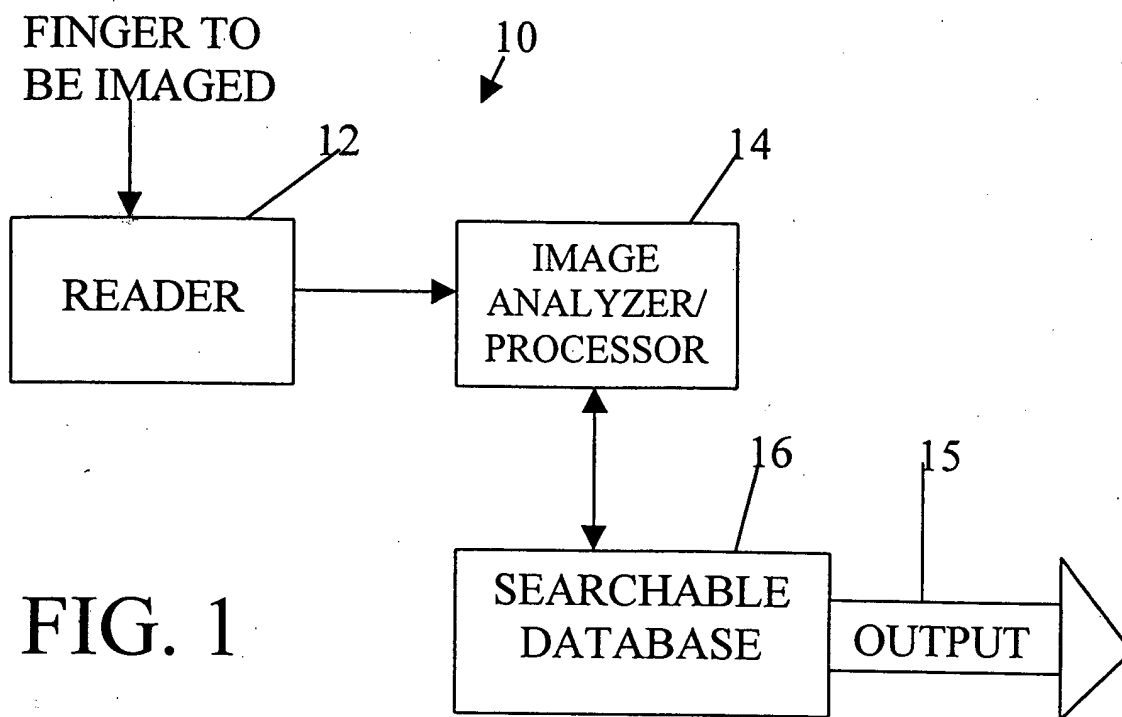 FINGER TO
BE IMAGED
10
12
14
READER
IMAGE
ANALYZER/
PROCESSOR
16
15
SEARCHABLE
DATABASE
OUTPUT
FIG. 1